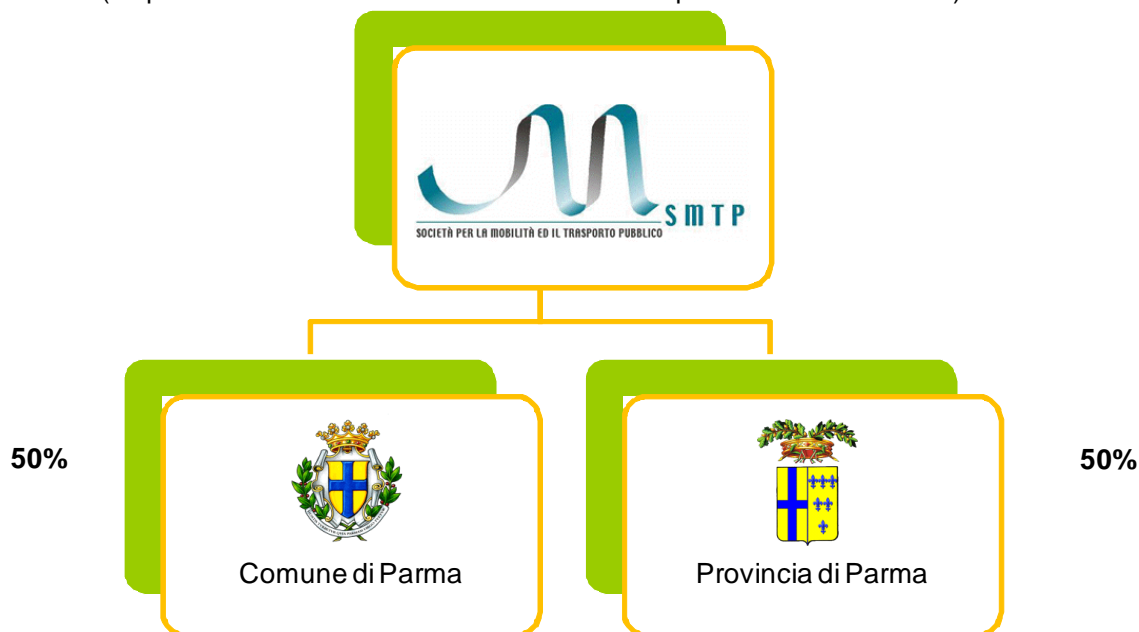 SMTP
SOCIETÀ PER LA MOBILITÀ ED IL TRASPORTO PUBBLICO
50%
50%
Comune di Parma
Provincia di Parma